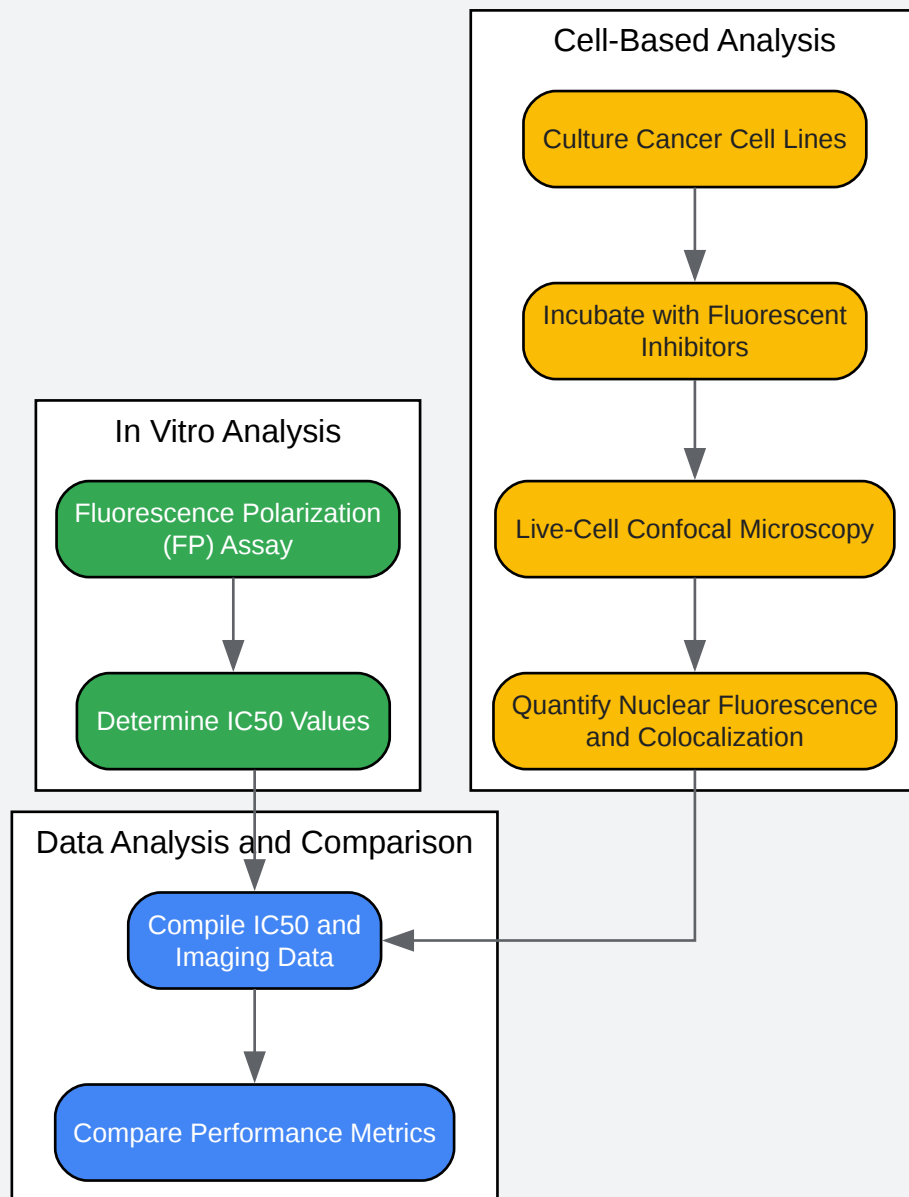 Cell-Based Analysis
Culture Cancer Cell Lines
Incubate with Fluorescent
Inhibitors
Live-Cell Confocal Microscopy
Quantify Nuclear Fluorescence
and Colocalization
In Vitro Analysis
Fluorescence Polarization
(FP) Assay
Determine IC50 Values
Data Analysis and Comparison
Compile IC50 and
Imaging Data
Compare Performance Metrics